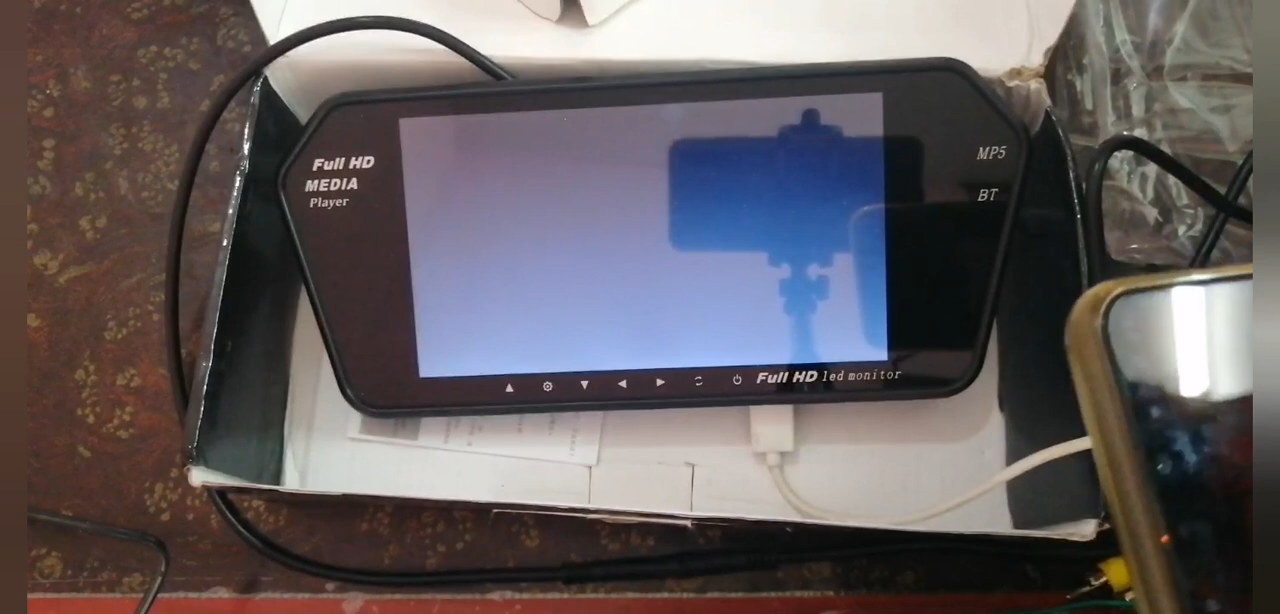 Full HD
MEDIA
Player
MP5
BT
Full HD led monitor